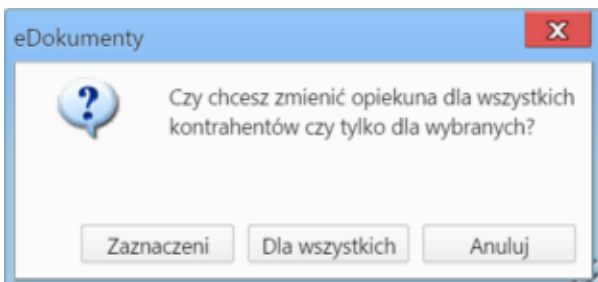 eDokumenty
Czy chcesz zmienić opiekuna dla wszystkich
kontrahentów czy tylko dla wybranych?
Zaznaczeni Dla wszystkich Anuluj